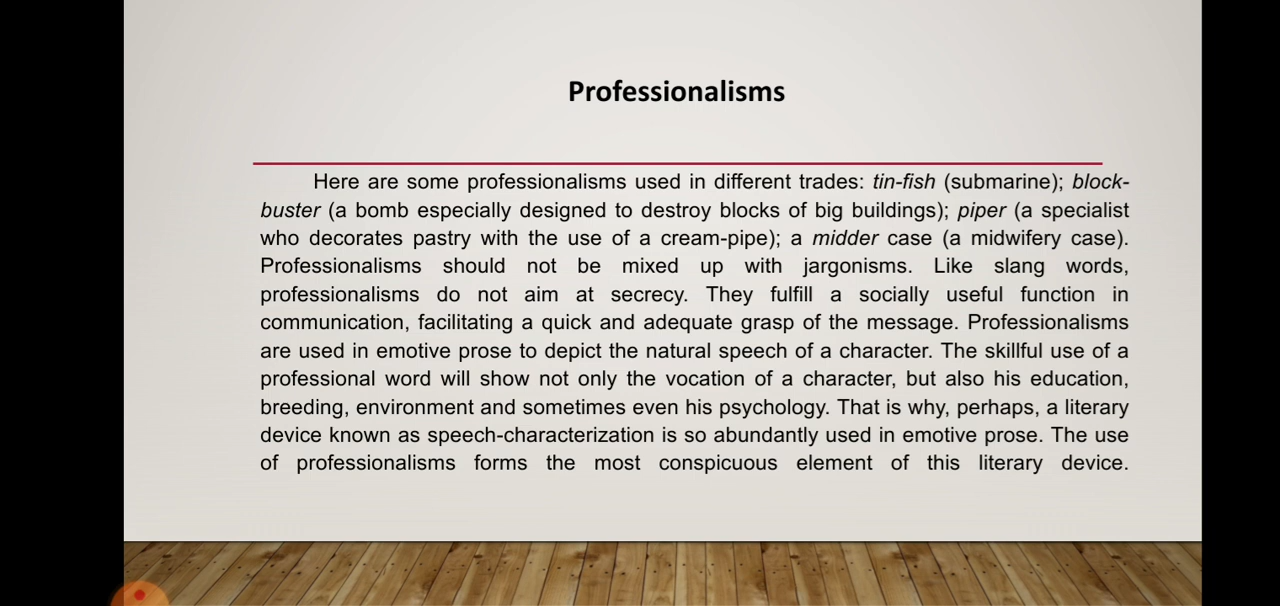 Professionalisms
Here are some professionalisms used in different trades: tin-fish (submarine); block-
buster (a bomb especially designed to destroy blocks of big buildings); piper (a specialist
who decorates pastry with the use of a cream-pipe); a midder case (a midwifery case).
Professionalisms should not be mixed up with jargonisms. Like slang words,
professionalisms do not aim at secrecy. They fulfill a socially useful function in
communication, facilitating a quick and adequate grasp of the message. Professionalisms
are used in emotive prose to depict the natural speech of a character. The skillful use of a
professional word will show not only the vocation of a character, but also his education,
breeding, environment and sometimes even his psychology. That is why, perhaps, a literary
device known as speech-characterization is so abundantly used in emotive prose. The use
of professionalisms forms the most conspicuous element of this literary device.